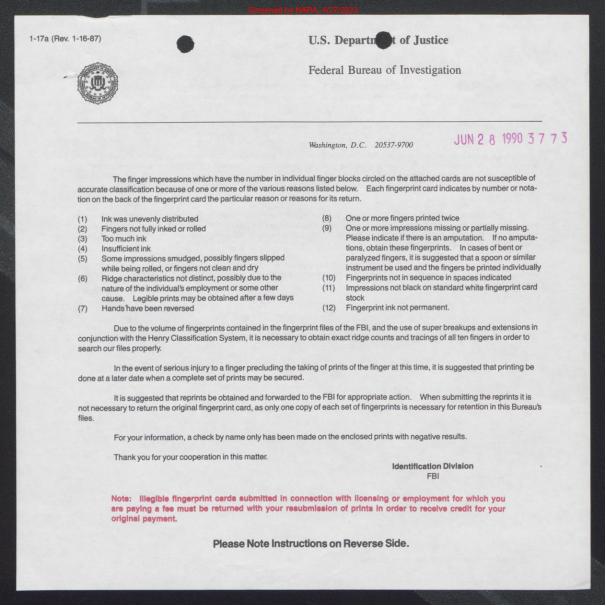 Screened by NARA, 4/27/2023
1-17a (Rev. 1-16-87)
U.S. Department of Justice
Federal Bureau of Investigation
Washington, D.C. 20537-9700
JUN 28 1990 3773
The finger impressions which have the number in individual finger blocks circled on the attached cards are not susceptible of
accurate classification because of one or more of the various reasons listed below. Each fingerprint card indicates by number or nota-
tion on the back of the fingerprint card the particular reason or reasons for its return.
(1) Ink was unevenly distributed
(2) Fingers not fully inked or rolled
(3) Too much ink
(4) Insufficient ink
(5) Some impressions smudged, possibly fingers slipped
while being rolled, or fingers not clean and dry
(6) Ridge characteristics not distinct, possibly due to the
nature of the individual's employment or some other
cause. Legible prints may be obtained after a few days
(7) Hands have been reversed
(8) One or more fingers printed twice
(9) One or more impressions missing or partially missing.
Please indicate if there is an amputation. If no amputa-
tions, obtain these fingerprints. In cases of bent or
paralyzed fingers, it is suggested that a spoon or similar
instrument be used and the fingers be printed individually
(10) Fingerprints not in sequence in spaces indicated
(11) Impressions not black on standard white fingerprint card
stock
(12) Fingerprint ink not permanent.
Due to the volume of fingerprints contained in the fingerprint files of the FBI, and the use of super breakups and extensions in
conjunction with the Henry Classification System, it is necessary to obtain exact ridge counts and tracings of all ten fingers in order to
search our files properly.
In the event of serious injury to a finger precluding the taking of prints of the finger at this time, it is suggested that printing be
done at a later date when a complete set of prints may be secured.
It is suggested that reprints be obtained and forwarded to the FBI for appropriate action. When submitting the reprints it is
not necessary to return the original fingerprint card, as only one copy of each set of fingerprints is necessary for retention in this Bureau's
files.
For your information, a check by name only has been made on the enclosed prints with negative results.
Thank you for your cooperation in this matter.
Identification Division
FBI
Note: Illegible fingerprint cards submitted in connection with licensing or employment for which you
are paying a fee must be returned with your resubmission of prints in order to receive credit for your
original payment.
Please Note Instructions on Reverse Side.